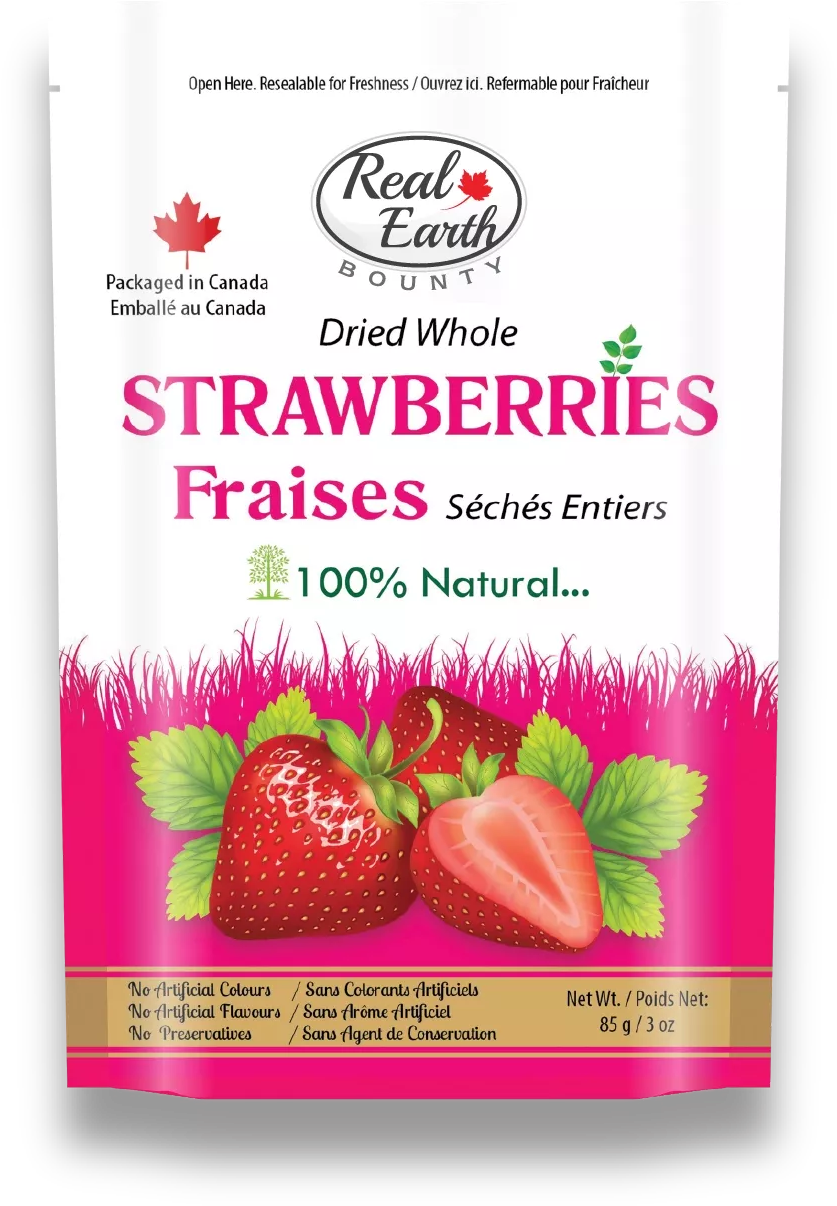 Open Here. Resealable for Freshness / Ouvrez ici. Refermable pour Fraîcheur
Real
Earth
BOUNTY
Packaged in Canada
Emballé au Canada
Dried Whole
STRAWBERRIES
Fraises Séchés Entiers
100% Natural...
No Artificial Colours / Sans Colorants Artificiels
No Artificial Flavours / Sans Arôme Artificiel
No Preservatives / Sans Agent de Conservation
Net Wt. / Poids Net:
85 g / 3 oz